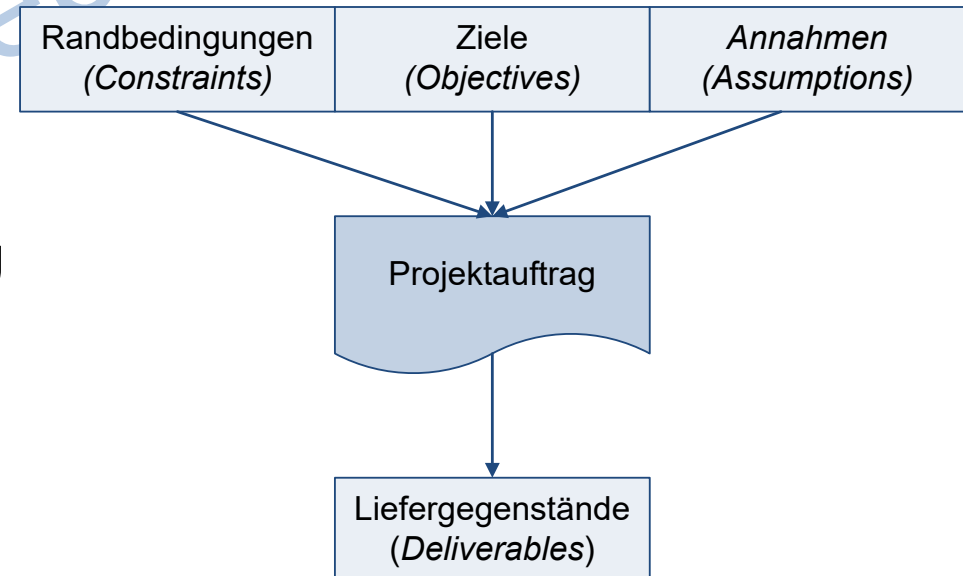 Randbedingungen
(Constraints)
Ziele
(Objectives)
Annahmen
(Assumptions)
Projektauftrag
Liefergegenstände
(Deliverables)